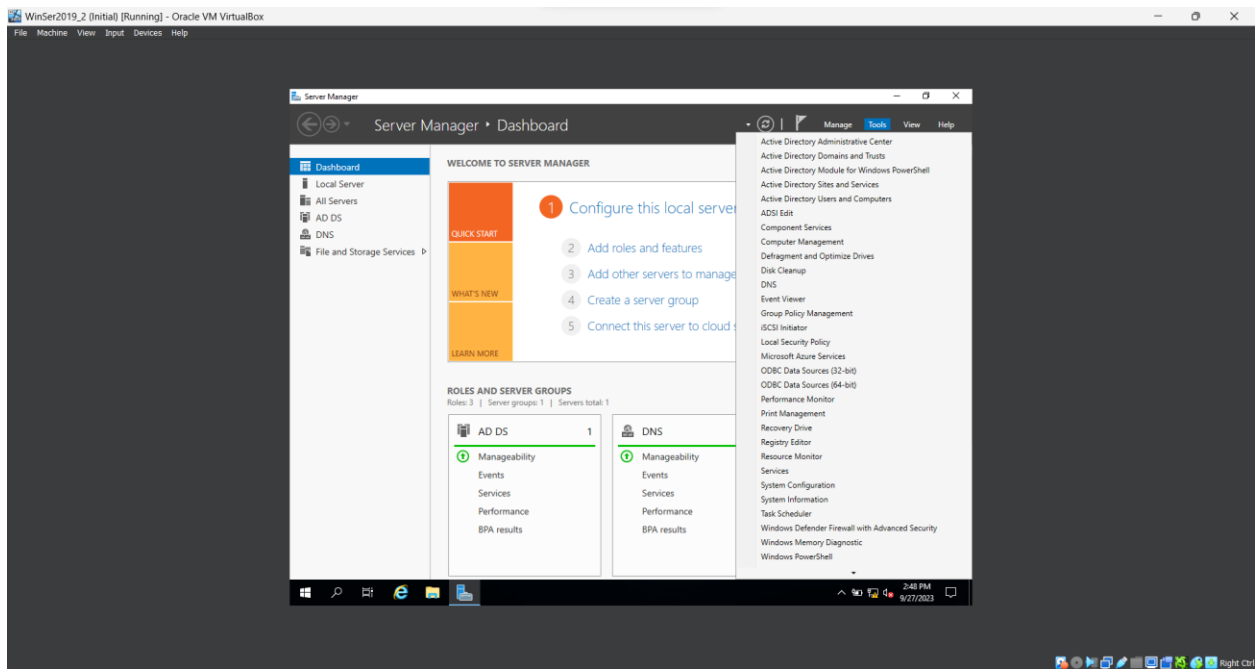 WinSer2019_2 (Initial) [Running] - Oracle VM VirtualBox
File Machine View Input Devices Help
Server Manager
Server Manager • Dashboard
Manage Tools View Help
Dashboard
Local Server
All Servers
AD DS
DNS
File and Storage Services
WELCOME TO SERVER MANAGER
QUICK START
WHAT'S NEW
LEARN MORE
1 Configure this local server
2 Add roles and features
3 Add other servers to manage
4 Create a server group
5 Connect this server to cloud s
ROLES AND SERVER GROUPS
Roles: 3 | Server groups: 1 | Servers total: 1
AD DS 1
Manageability
Events
Services
Performance
BPA results
DNS
Manageability
Events
Services
Performance
BPA results
Active Directory Administrative Center
Active Directory Domains and Trusts
Active Directory Module for Windows PowerShell
Active Directory Sites and Services
Active Directory Users and Computers
ADSI Edit
Component Services
Computer Management
Defragment and Optimize Drives
Disk Cleanup
DNS
Event Viewer
Group Policy Management
iSCSI Initiator
Local Security Policy
Microsoft Azure Services
ODBC Data Sources (32-bit)
ODBC Data Sources (64-bit)
Performance Monitor
Print Management
Recovery Drive
Registry Editor
Resource Monitor
Services
System Configuration
System Information
Task Scheduler
Windows Defender Firewall with Advanced Security
Windows Memory Diagnostic
Windows PowerShell
2:48 PM
9/27/2023
Right Ctrl